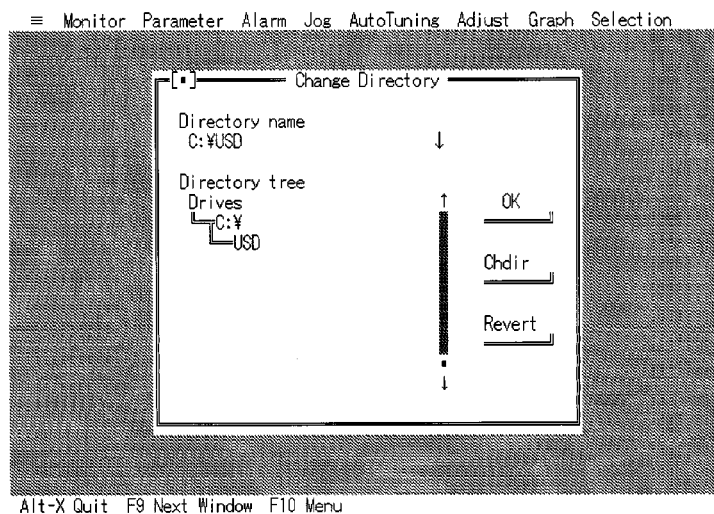 ≡ Monitor Parameter Alarm Jog AutoTuning Adjust Graph Selection
[▪] Change Directory
Directory name
C:¥USD ↓
Directory tree
Drives ↑ OK
C:¥
USD
Chdir
Revert
↓
Alt-X Quit F9 Next Window F10 Menu